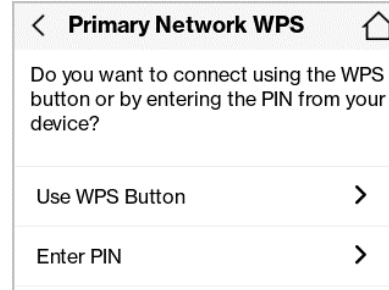 Primary Network WPS
Do you want to connect using the WPS
button or by entering the PIN from your
device?
Use WPS Button
Enter PIN